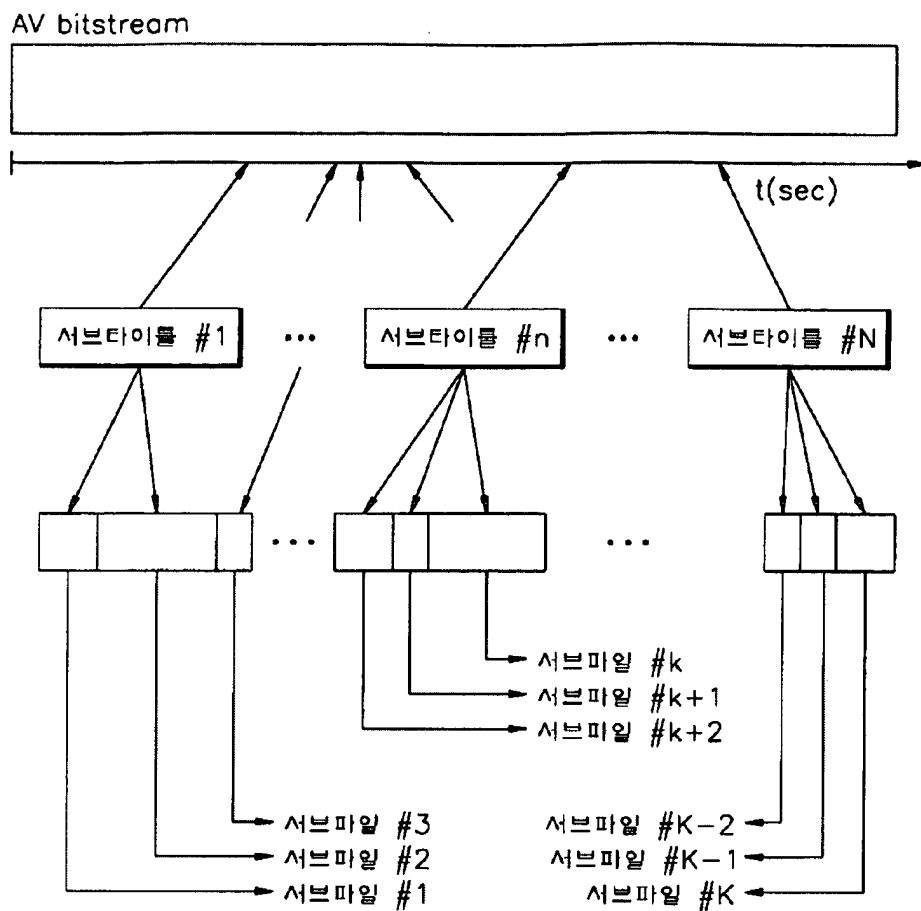 AV bitstream
t(sec)
서브타이틀 #1 ... 서브타이틀 #n ... 서브타이틀 #N
... ...
서브파일 #k
서브파일 #k+1
서브파일 #k+2
서브파일 #3 서브파일 #K-2
서브파일 #2 서브파일 #K-1
서브파일 #1 서브파일 #K